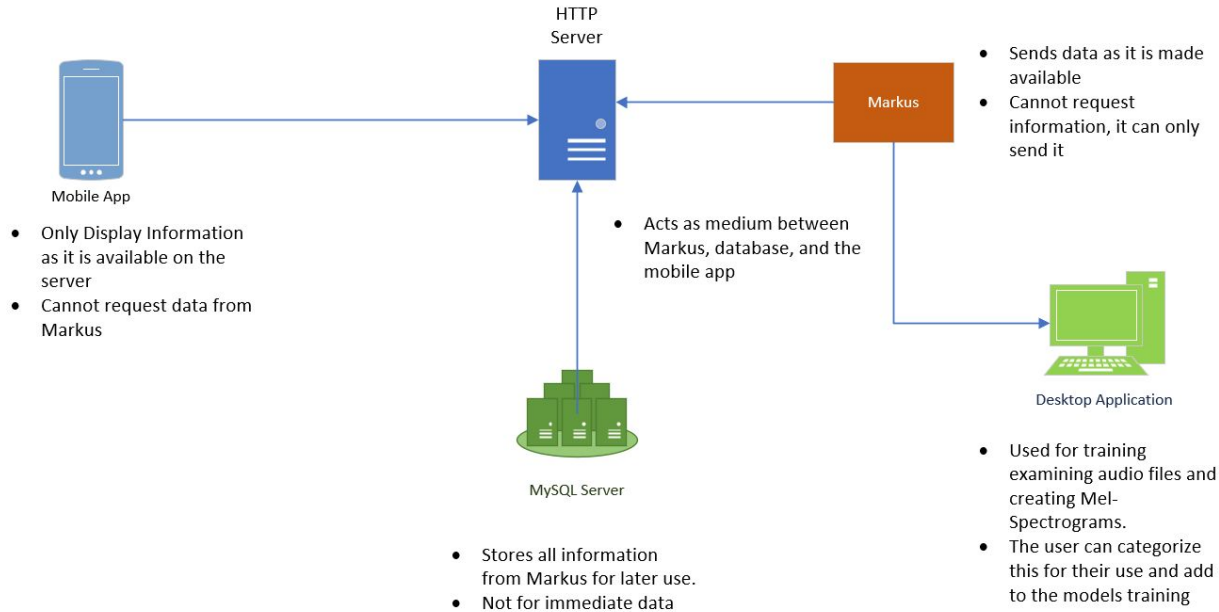 HTTP
Server
Markus
• Sends data as it is made
available
• Cannot request
information, it can only
send it
Mobile App
• Only Display Information
as it is available on the
server
• Cannot request data from
Markus
• Acts as medium between
Markus, database, and the
mobile app
Desktop Application
• Used for training
examining audio files and
creating Mel-
Spectrograms.
• The user can categorize
this for their use and add
to the models training
MySQL Server
• Stores all information
from Markus for later use.
• Not for immediate data